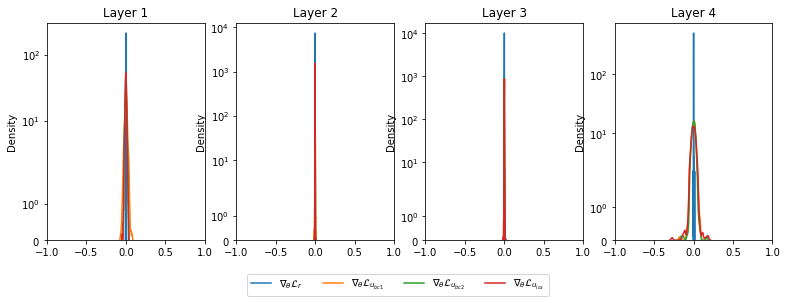 Layer 1 Layer 2 Layer 3 Layer 4
Density Density Density Density
10² 10¹ 10⁰ 0
10⁴ 10³ 10² 10¹ 10⁰ 0
10⁴ 10³ 10² 10¹ 10⁰ 0
10² 10¹ 10⁰ 0
−1.0 −0.5 0.0 0.5 1.0 −1.0 −0.5 0.0 0.5 1.0 −1.0 −0.5 0.0 0.5 1.0 −1.0 −0.5 0.0 0.5 1.0
∇θℒr ∇θℒubc1 ∇θℒubc2 ∇θℒuics